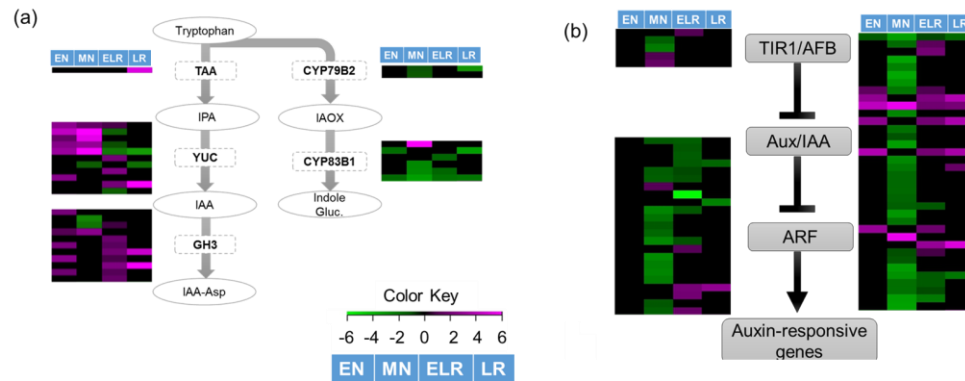 (a)
Tryptophan
EN MN ELR LR
TAA
CYP79B2
EN MN ELR LR
IPA
IAOX
YUC
CYP83B1
IAA
Indole
Gluc.
GH3
IAA-Asp
Color Key
-6 -4 -2 0 2 4 6
EN MN ELR LR
(b)
EN MN ELR LR
TIR1/AFB
EN MN ELR LR
Aux/IAA
ARF
Auxin-responsive
genes